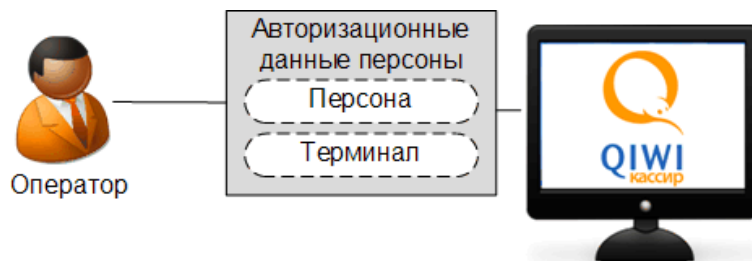 Авторизационные
данные персоны
Персона
Терминал
Оператор
QIWI
кассир